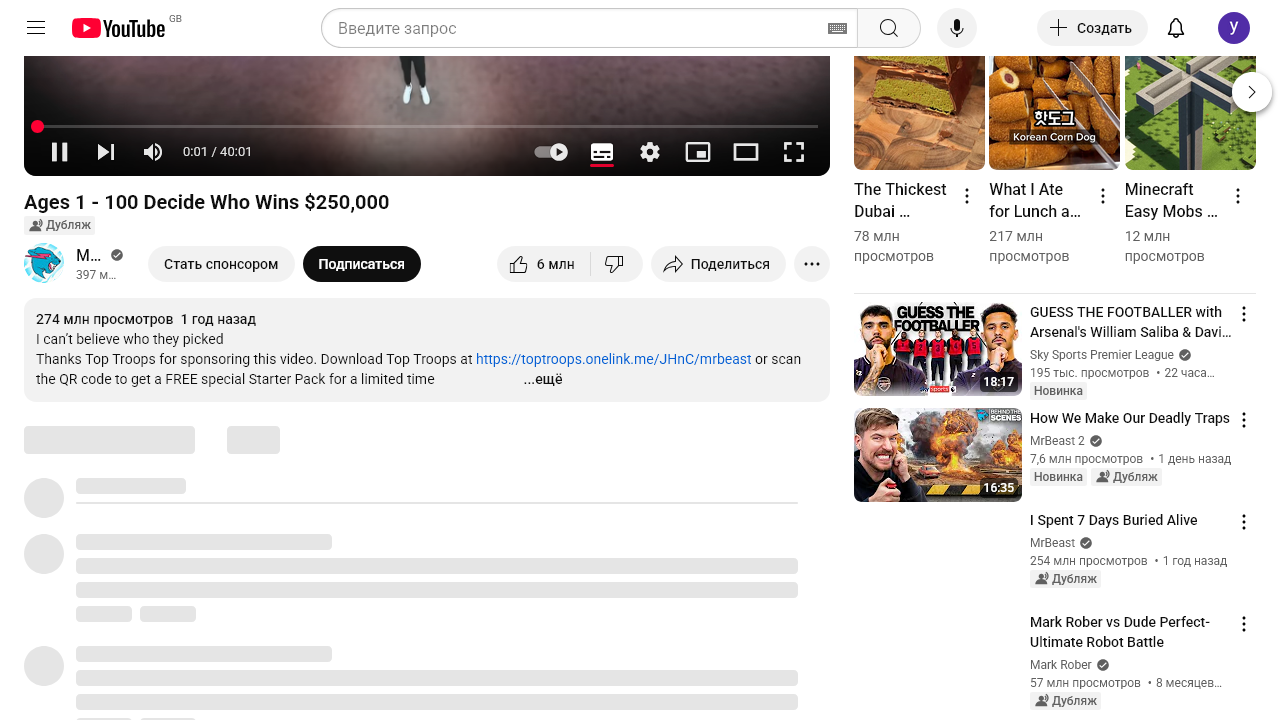 YouTube GB
Введите запрос
Создать
y
0:01 / 40:01
Ages 1 - 100 Decide Who Wins $250,000
Дубляж
M...
397 м...
Стать спонсором
Подписаться
6 млн
Поделиться
274 млн просмотров 1 год назад
I can't believe who they picked
Thanks Top Troops for sponsoring this video. Download Top Troops at https://toptroops.onelink.me/JHnC/mrbeast or scan
the QR code to get a FREE special Starter Pack for a limited time ...ещё
핫도그
Korean Corn Dog
The Thickest
Dubai ...
78 млн
просмотров
What I Ate
for Lunch a...
217 млн
просмотров
Minecraft
Easy Mobs ...
12 млн
просмотров
GUESS THE
FOOTBALLER
sky sports
18:17
GUESS THE FOOTBALLER with
Arsenal's William Saliba & Davi...
Sky Sports Premier League
195 тыс. просмотров • 22 часа...
Новинка
BEHIND THE
SCENES
16:35
How We Make Our Deadly Traps
MrBeast 2
7,6 млн просмотров • 1 день назад
Новинка Дубляж
I Spent 7 Days Buried Alive
MrBeast
254 млн просмотров • 1 год назад
Дубляж
Mark Rober vs Dude Perfect-
Ultimate Robot Battle
Mark Rober
57 млн просмотров • 8 месяцев...
Дубляж